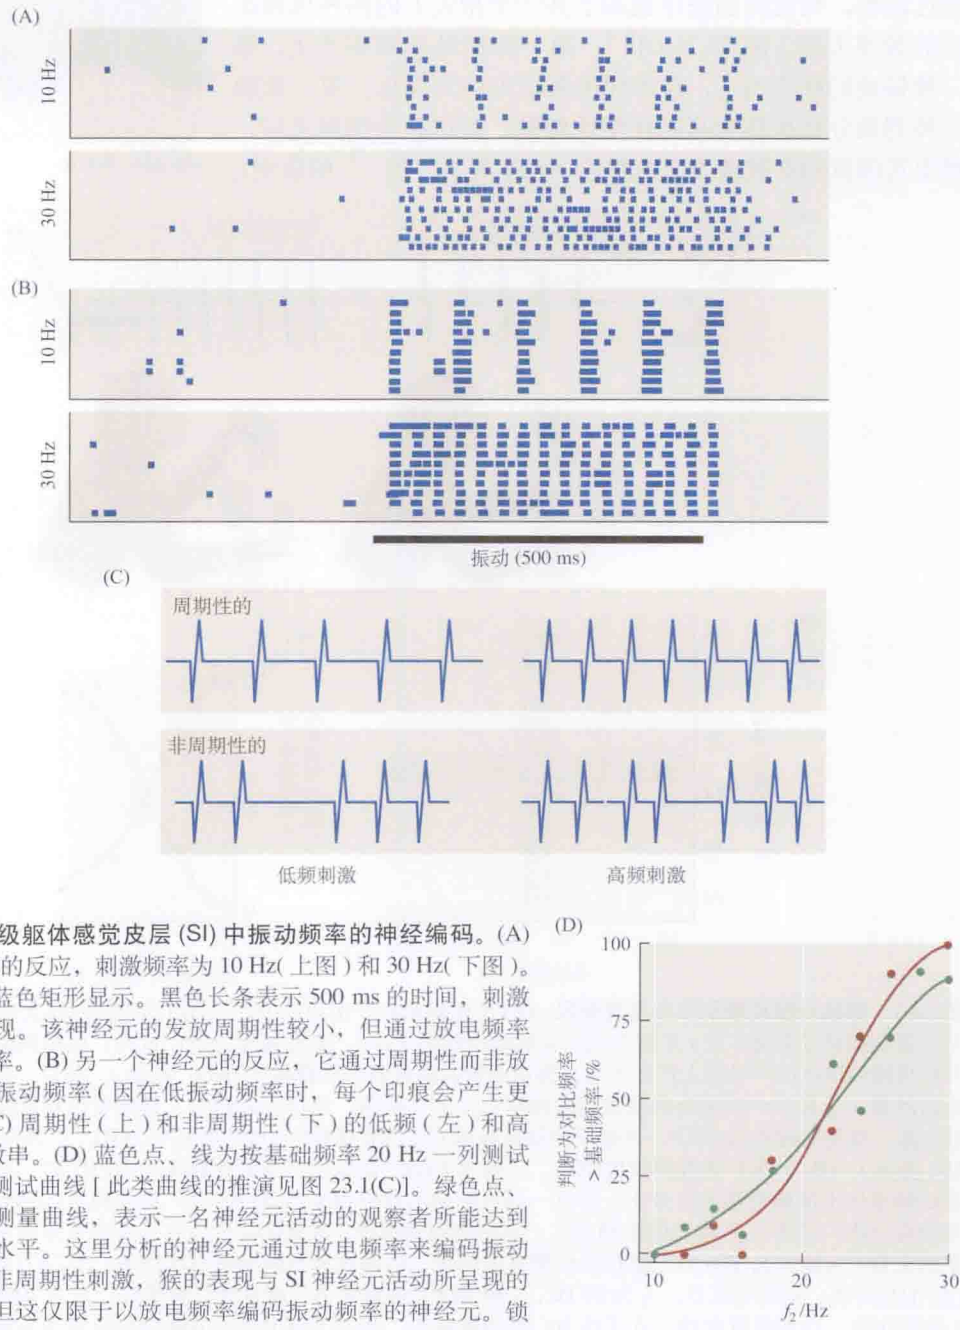 (A)
10 Hz
30 Hz
(B)
10 Hz
30 Hz
振动 (500 ms)
(C)
周期性的
非周期性的
低频刺激
高频刺激
级躯体感觉皮层 (SI) 中振动频率的神经编码。(A)
的反应，刺激频率为 10 Hz( 上图 ) 和 30 Hz( 下图 )。
蓝色矩形显示。黑色长条表示 500 ms 的时间，刺激
现。该神经元的发放周期性较小，但通过放电频率
率。(B) 另一个神经元的反应，它通过周期性而非放
振动频率 ( 因在低振动频率时，每个印痕会产生更
C) 周期性 ( 上 ) 和非周期性 ( 下 ) 的低频 ( 左 ) 和高
放串。(D) 蓝色点、线为按基础频率 20 Hz 一列测试
测试曲线 [ 此类曲线的推演见图 23.1(C)]。绿色点、
测量曲线，表示一名神经元活动的观察者所能达到
水平。这里分析的神经元通过放电频率来编码振动
非周期性刺激，猴的表现与 SI 神经元活动所呈现的
但这仅限于以放电频率编码振动频率的神经元。锁
(D)
判断为对比频率
> 基础频率 /%
100
75
50
25
0
10
20
30
f₂ /Hz